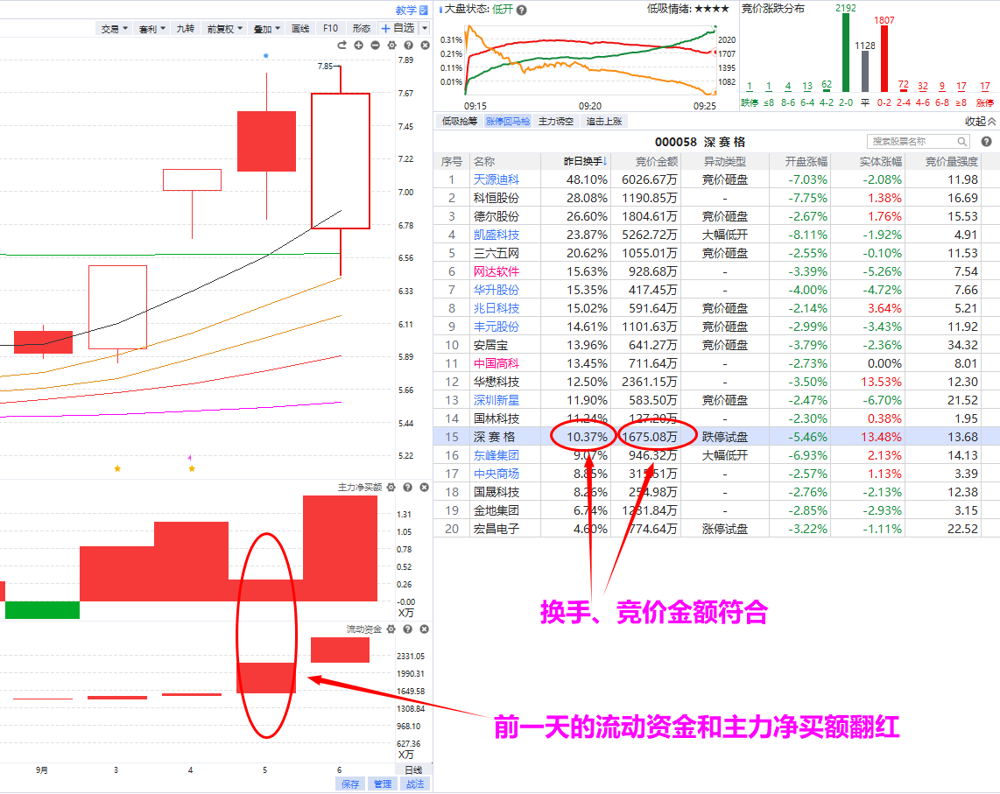 教学
交易 套利 九转 前复权 叠加 画线 F10 形态 ＋自选
7.89
7.85
7.67
7.45
7.22
7.00
6.78
6.56
6.33
6.11
5.89
5.66
5.44
5.22
主力净买额
1.31
1.05
0.78
0.52
0.26
-0.00
X万
流动资金
2331.05
1990.31
1649.58
1308.84
968.10
627.36
X万
9月 3 4 5 6 日线
保存 管理 战法
大盘状态: 低开 低吸情绪: ★★★★
0.31% 2020
0.21% 1707
0.11% 1395
0.01% 1082
09:15 09:20 09:25
竞价涨跌分布
1 1 4 13 62 2192 1128 1807 72 32 9 17 17
跌停 ≤8 8-6 6-4 4-2 2-0 平 0-2 2-4 4-6 6-8 ≥8 涨停
低吸抢筹 涨停回马枪 主力诱空 追击上涨 收起
000058 深 赛 格 搜索股票名称
序号 名称 昨日换手↓ 竞价金额 异动类型 开盘涨幅 实体涨幅 竞价量强度
1 天源迪科 48.10% 6026.67万 竞价砸盘 -7.03% -2.08% 11.98
2 科恒股份 28.08% 1190.85万 - -7.75% 1.38% 16.69
3 德尔股份 26.60% 1804.61万 竞价砸盘 -2.67% 1.76% 15.53
4 凯盛科技 23.87% 5262.72万 大幅低开 -8.11% -1.92% 4.91
5 三六五网 20.62% 1055.01万 竞价砸盘 -2.55% -0.10% 11.53
6 网达软件 15.63% 928.68万 - -3.39% -5.26% 7.54
7 华升股份 15.35% 417.45万 - -4.00% -4.72% 7.66
8 兆日科技 15.02% 591.64万 竞价砸盘 -2.14% 3.64% 5.21
9 丰元股份 14.61% 1101.63万 竞价砸盘 -2.99% -3.43% 11.92
10 安居宝 13.96% 641.27万 竞价砸盘 -3.79% -2.36% 34.32
11 中国高科 13.45% 711.64万 - -2.73% 0.00% 8.01
12 华懋科技 12.50% 2361.15万 - -3.50% 13.53% 12.30
13 深圳新星 11.90% 583.50万 竞价砸盘 -2.47% -6.70% 21.52
14 国林科技 11.24% 127.20万 - -2.30% 0.38% 1.95
15 深 赛 格 10.37% 1675.08万 跌停试盘 -5.46% 13.48% 13.68
16 东峰集团 9.07% 946.32万 大幅低开 -6.93% 2.13% 14.13
17 中央商场 8.85% 315.51万 - -2.57% 1.13% 3.39
18 国晟科技 8.26% 254.98万 - -2.76% -2.13% 12.38
19 金地集团 6.74% 1231.84万 - -2.85% -2.93% 3.15
20 宏昌电子 4.60% 774.64万 涨停试盘 -3.22% -1.11% 22.52
换手、竞价金额符合
前一天的流动资金和主力净买额翻红